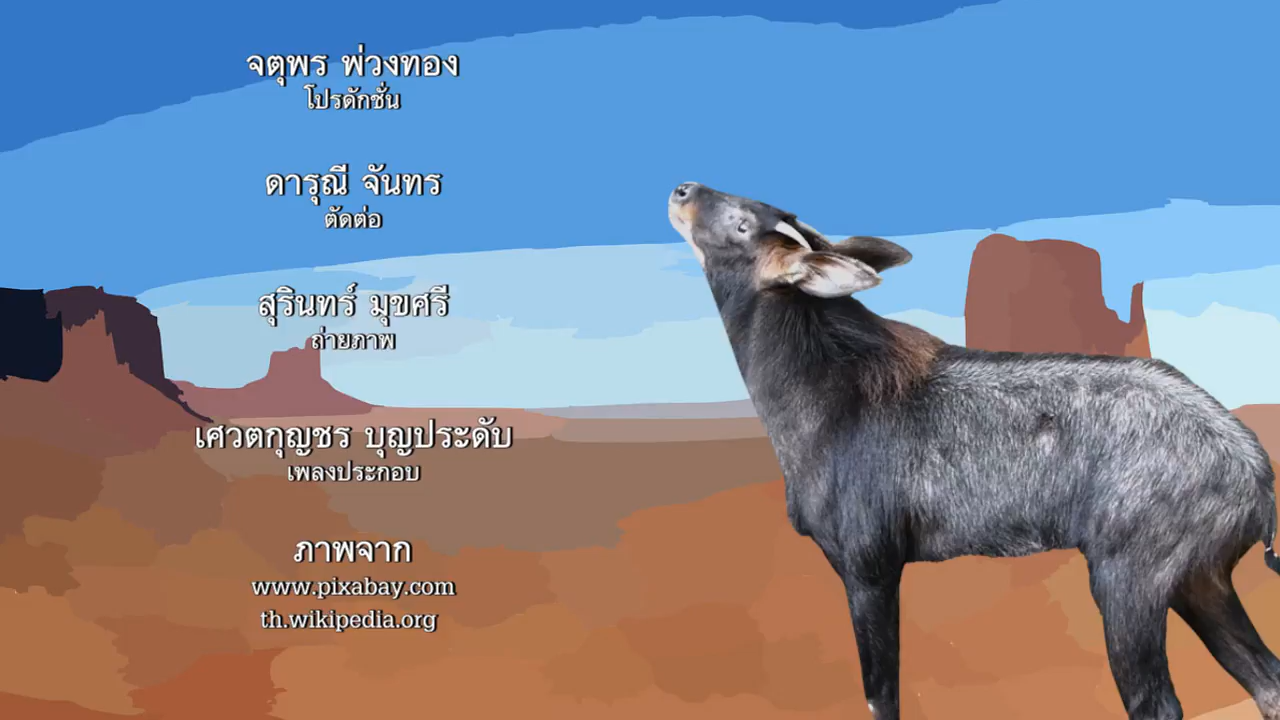 จตุพร พ่วงทอง
โปรดักชั่น
ดารุณี จันทร
ตัดต่อ
สุรินทร์ มุขศรี
ถ่ายภาพ
เศวตกุญชร บุญประดับ
เพลงประกอบ
ภาพจาก
www.pixabay.com
th.wikipedia.org